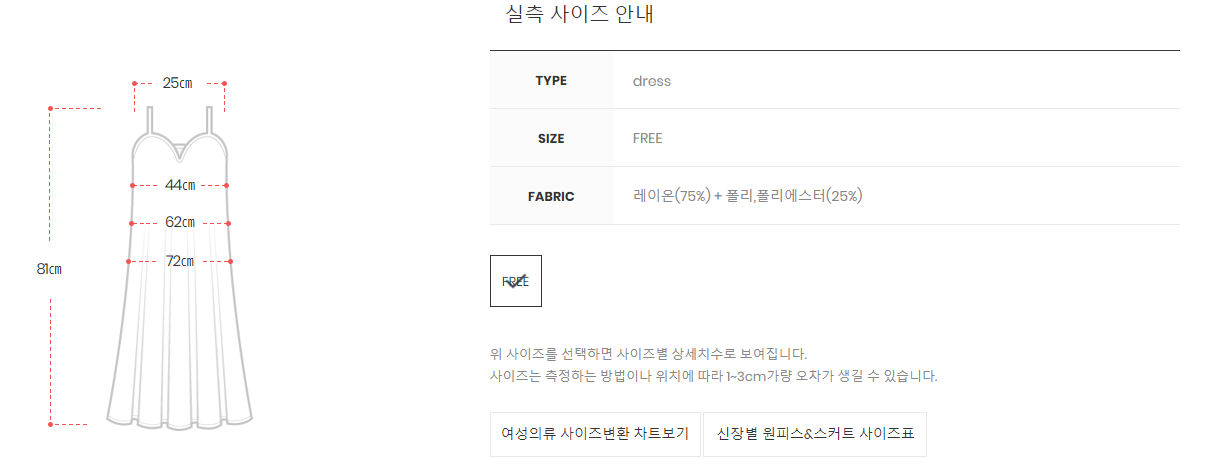 실측 사이즈 안내
TYPE dress
SIZE FREE
FABRIC 레이온(75%) + 폴리,폴리에스터(25%)
25cm
44cm
62cm
72cm
81cm
FREE
위 사이즈를 선택하면 사이즈별 상세치수로 보여집니다.
사이즈는 측정하는 방법이나 위치에 따라 1~3cm가량 오차가 생길 수 있습니다.
여성의류 사이즈변환 차트보기 신장별 원피스&스커트 사이즈표